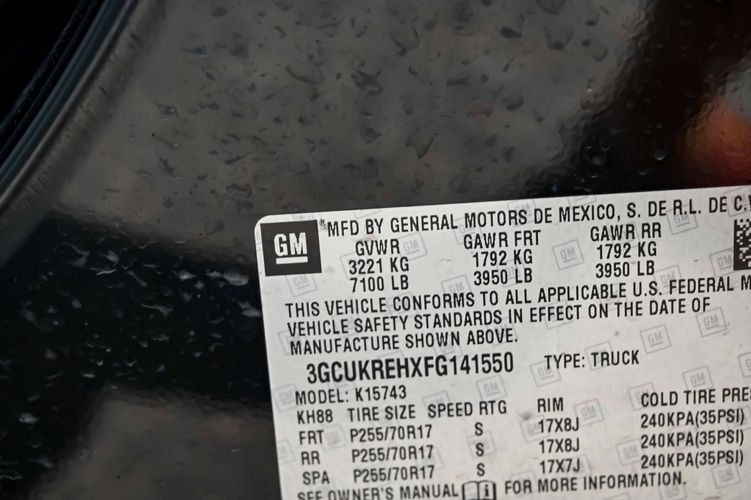 GM *MFD BY GENERAL MOTORS DE MEXICO, S. DE R.L. DE C.
GVWR GAWR FRT GAWR RR
3221 KG 1792 KG 1792 KG
7100 LB 3950 LB 3950 LB
THIS VEHICLE CONFORMS TO ALL APPLICABLE U.S. FEDERAL M
VEHICLE SAFETY STANDARDS IN EFFECT ON THE DATE OF
MANUFACTURE SHOWN ABOVE.
3GCUKREHXFG141550 TYPE: TRUCK
MODEL: K15743
KH88 TIRE SIZE SPEED RTG RIM COLD TIRE PRE
FRT P255/70R17 S 17X8J 240KPA(35PSI)
RR P255/70R17 S 17X8J 240KPA(35PSI)
SPA P255/70R17 S 17X7J 240KPA(35PSI)
SEE OWNER'S MANUAL FOR MORE INFORMATION.